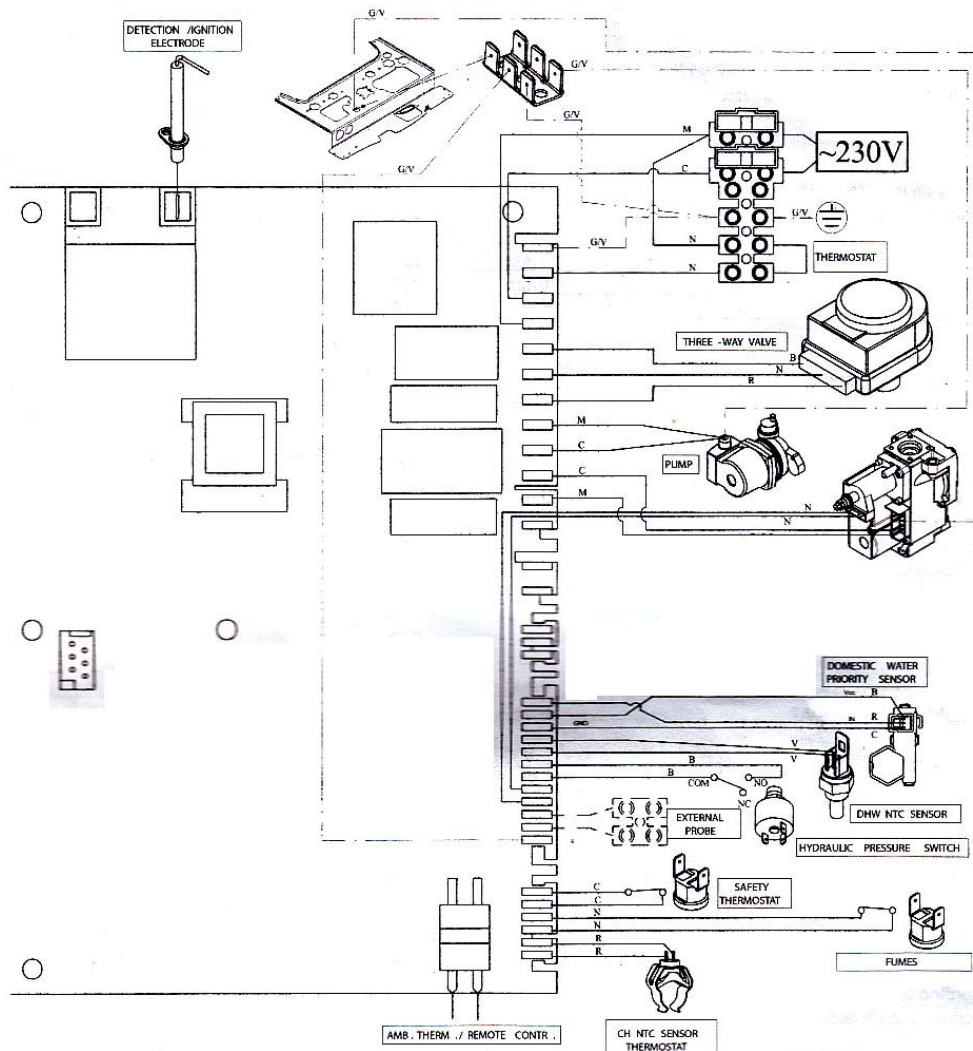 G/V
DETECTION /IGNITION
ELECTRODE
G/V
G/V
M
~230V
G/V
C
G/V
G/V
N
THERMOSTAT
N
THREE -WAY VALVE
B
N
R
M
C
PUMP
C
M
N
N
DOMESTIC WATER
PRIORITY SENSOR
Vcc B
GND
IN R
C
V
V
B
B
COM
NO
NC
DHW NTC SENSOR
EXTERNAL
PROBE
HYDRAULIC PRESSURE SWITCH
C
C
SAFETY
THERMOSTAT
N
N
R
R
FUMES
AMB . THERM ./ REMOTE CONTR .
CH NTC SENSOR
THERMOSTAT